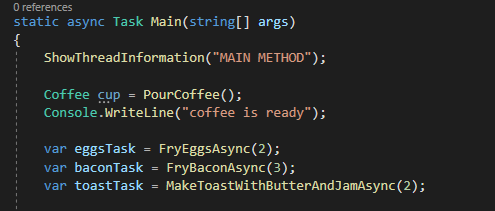 0 references
static async Task Main(string[] args)
{
ShowThreadInformation("MAIN METHOD");
Coffee cup = PourCoffee();
Console.WriteLine("coffee is ready");
var eggsTask = FryEggsAsync(2);
var baconTask = FryBaconAsync(3);
var toastTask = MakeToastWithButterAndJamAsync(2);